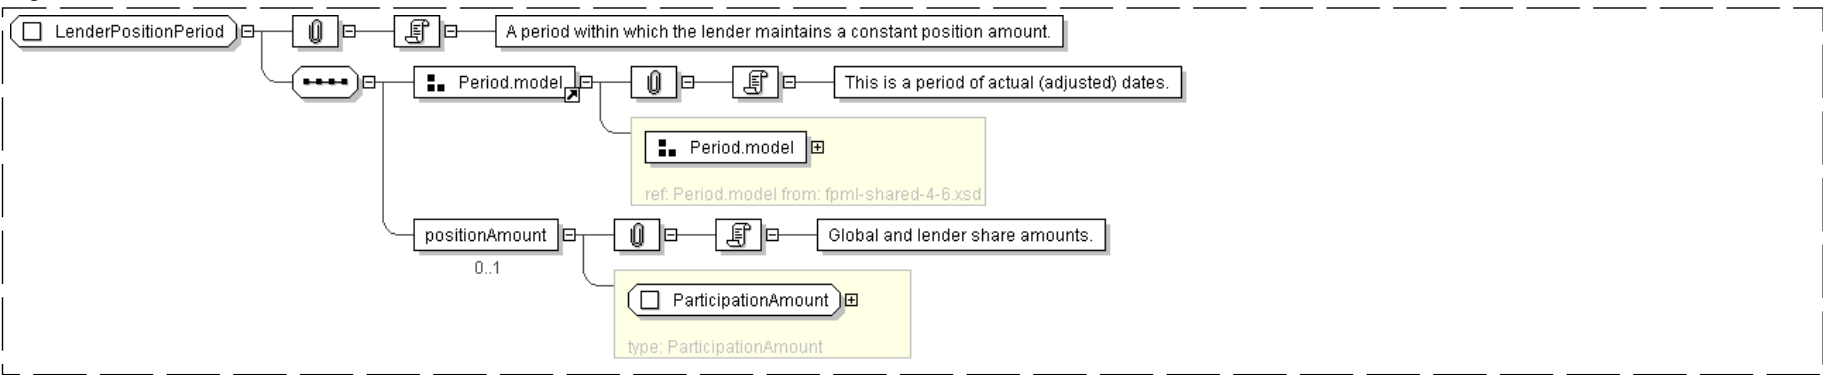 LenderPositionPeriod
A period within which the lender maintains a constant position amount.
Period.model
This is a period of actual (adjusted) dates.
Period.model
ref: Period.model from: fpml-shared-4-6.xsd
positionAmount
Global and lender share amounts.
0..1
ParticipationAmount
type: ParticipationAmount